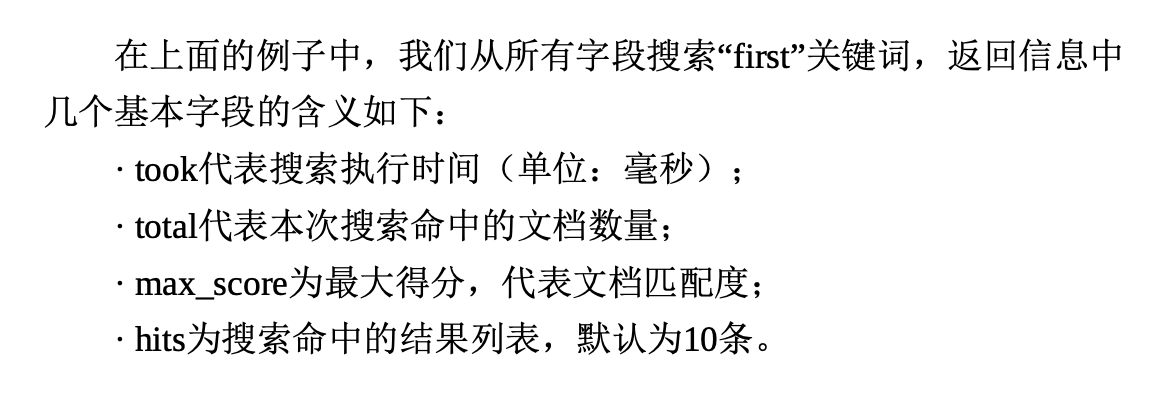 在上面的例子中，我们从所有字段搜索“first”关键词，返回信息中
几个基本字段的含义如下：
· took代表搜索执行时间（单位：毫秒）；
· total代表本次搜索命中的文档数量；
· max_score为最大得分，代表文档匹配度；
· hits为搜索命中的结果列表，默认为10条。